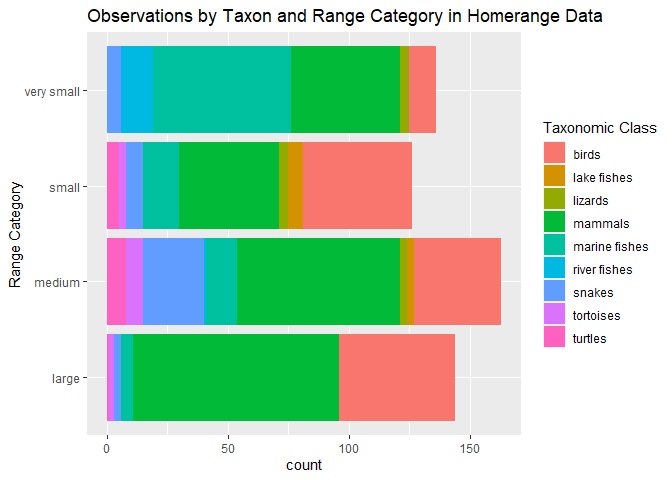 Observations by Taxon and Range Category in Homerange Data
Range Category
very small
small
medium
large
0
50
100
150
count
Taxonomic Class
birds
lake fishes
lizards
mammals
marine fishes
river fishes
snakes
tortoises
turtles